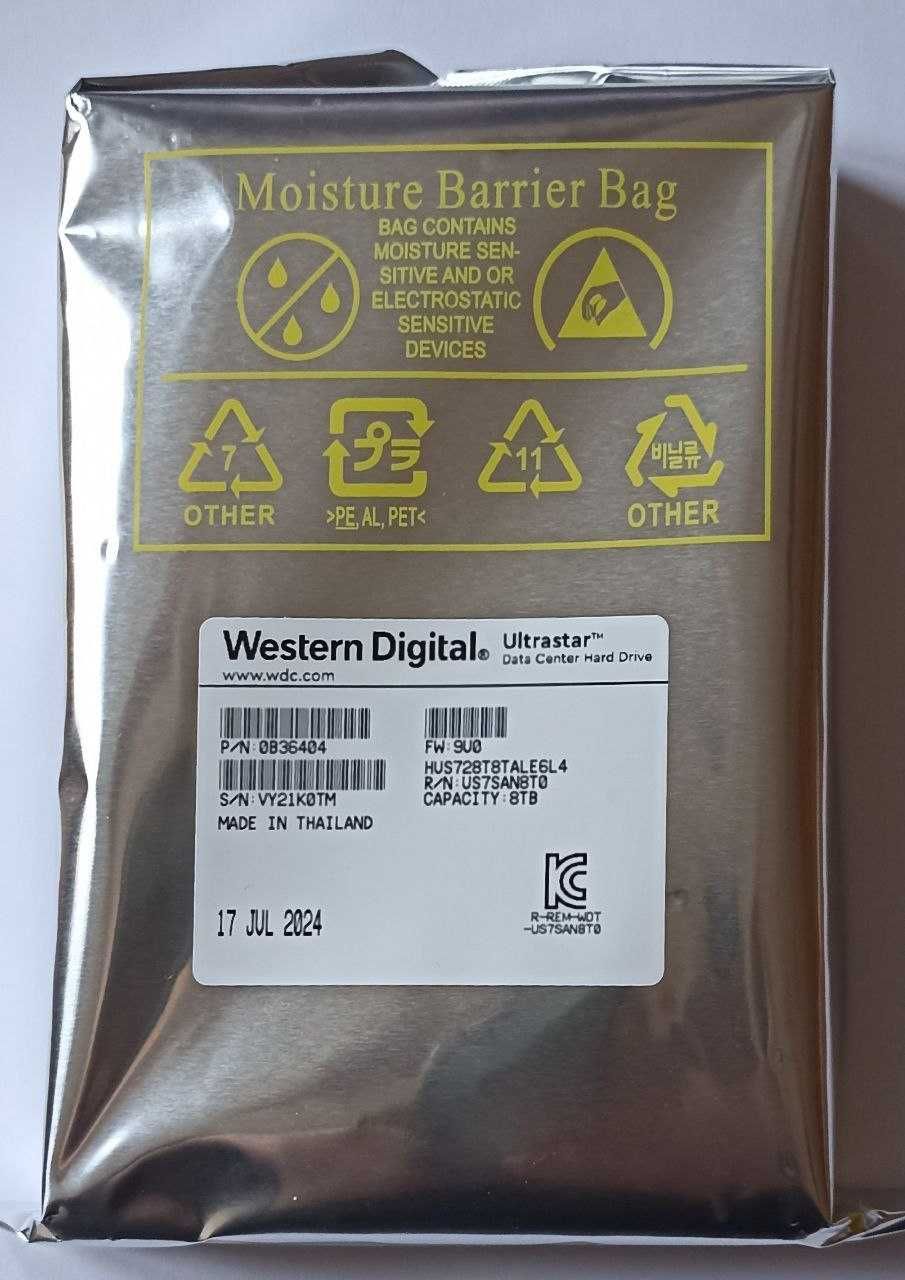 Moisture Barrier Bag
BAG CONTAINS
MOISTURE SEN-
SITIVE AND OR
ELECTROSTATIC
SENSITIVE
DEVICES
7
OTHER
プラ
>PE, AL, PET<
11
비닐류
OTHER
Western Digital® Ultrastar™
Data Center Hard Drive
www.wdc.com
P/N:0B36404
S/N:VY21K0TM
MADE IN THAILAND
FW:9U0
HUS728T8TALE6L4
R/N:US7SAN8T0
CAPACITY:8TB
17 JUL 2024
KC
R-REM-WDT
-US7SAN8T0